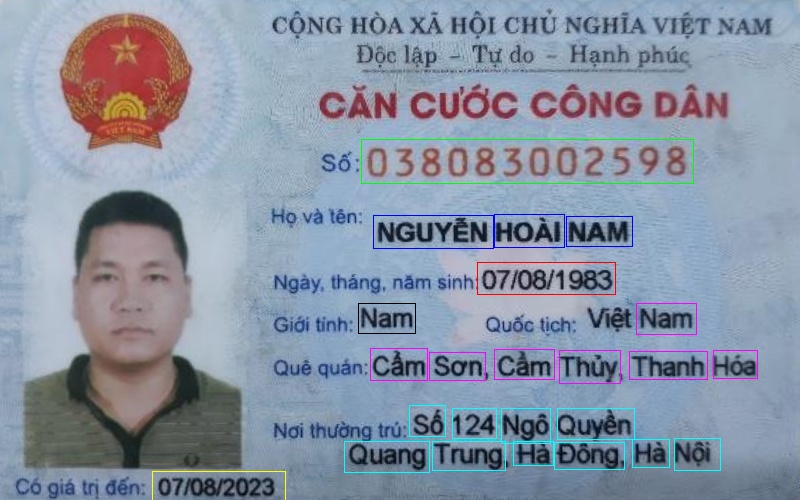 CỘNG HÒA XÃ HỘI CHỦ NGHĨA VIỆT NAM
Độc lập - Tự do - Hạnh phúc
CĂN CƯỚC CÔNG DÂN
Số: 038083002598
Họ và tên: NGUYỄN HOÀI NAM
Ngày, tháng, năm sinh: 07/08/1983
Giới tính: Nam Quốc tịch: Việt Nam
Quê quán: Cẩm Sơn, Cẩm Thủy, Thanh Hóa
Nơi thường trú: Số 124 Ngô Quyền
Quang Trung, Hà Đông, Hà Nội
Có giá trị đến: 07/08/2023
VIỆT NAM